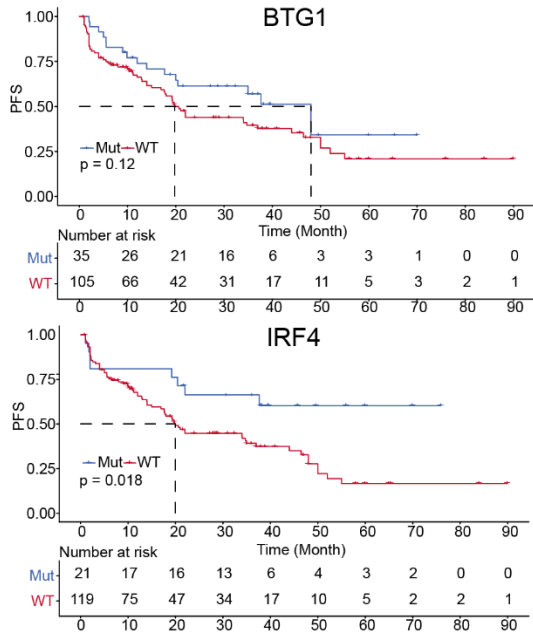 BTG1
1.00
0.75
0.50
0.25
0.00
PFS
Mut WT
p = 0.12
0 10 20 30 40 50 60 70 80 90
Time (Month)
Number at risk
Mut 35 26 21 16 6 3 3 1 0 0
WT 105 66 42 31 17 11 5 3 2 1
0 10 20 30 40 50 60 70 80 90
IRF4
1.00
0.75
0.50
0.25
0.00
PFS
Mut WT
p = 0.018
0 10 20 30 40 50 60 70 80 90
Time (Month)
Number at risk
Mut 21 17 16 13 6 4 3 2 0 0
WT 119 75 47 34 17 10 5 2 2 1
0 10 20 30 40 50 60 70 80 90